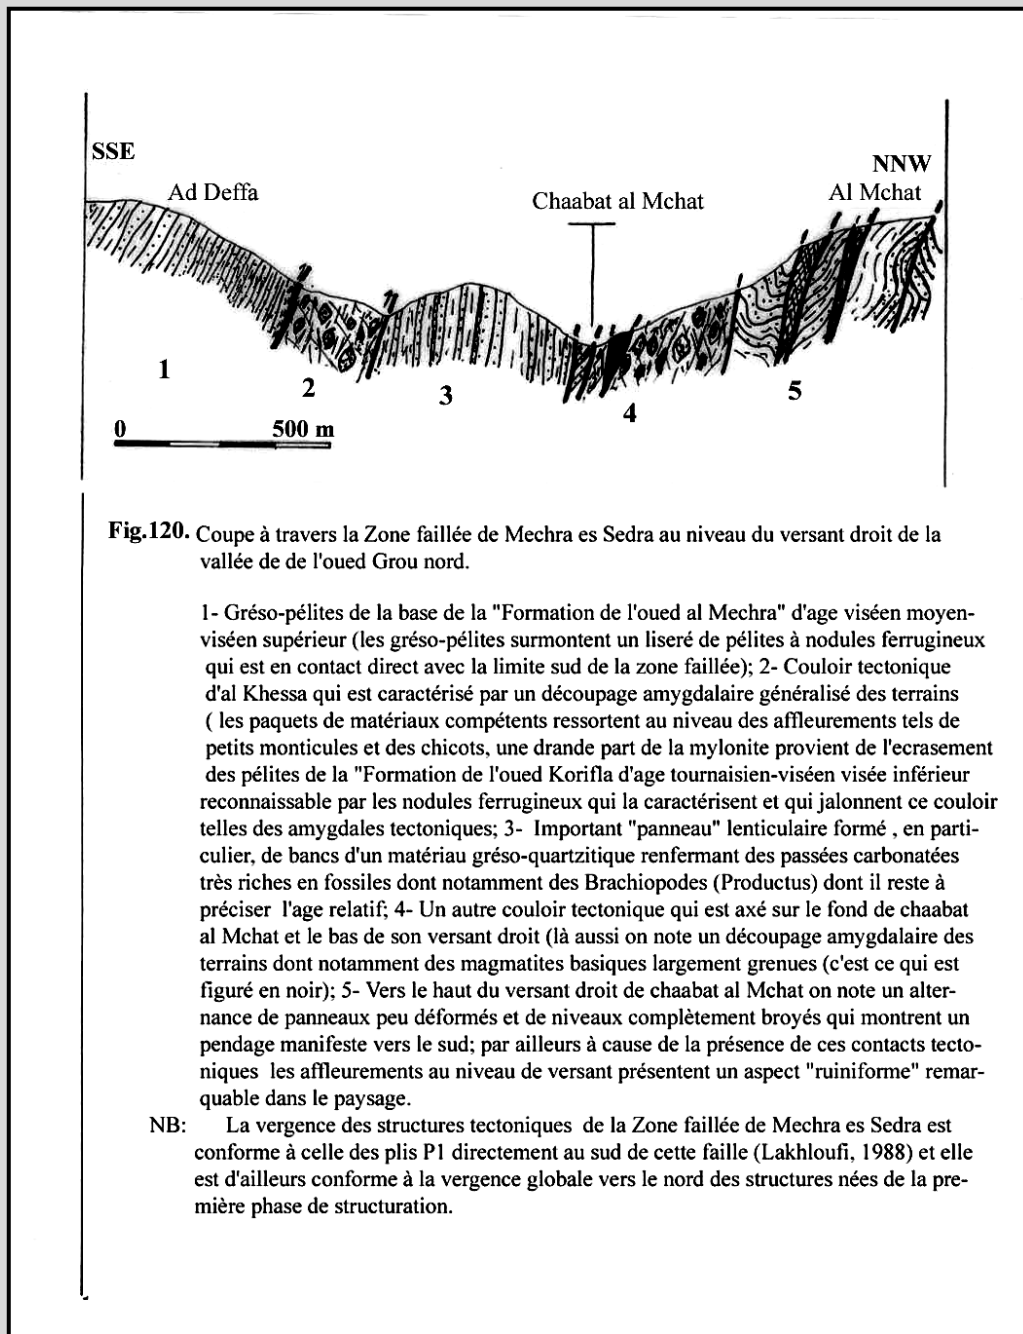 SSE
NNW
Ad Deffa
Chaabat al Mchat
Al Mchat
1
2
3
4
5
0 500 m
Fig.120. Coupe à travers la Zone faillée de Mechra es Sedra au niveau du versant droit de la
vallée de de l'oued Grou nord.
1- Gréso-pélites de la base de la "Formation de l'oued al Mechra" d'age viséen moyen-
viséen supérieur (les gréso-pélites surmontent un liseré de pélites à nodules ferrugineux
qui est en contact direct avec la limite sud de la zone faillée); 2- Couloir tectonique
d'al Khessa qui est caractérisé par un découpage amygdalaire généralisé des terrains
( les paquets de matériaux compétents ressortent au niveau des affleurements tels de
petits monticules et des chicots, une drande part de la mylonite provient de l'ecrasement
des pélites de la "Formation de l'oued Korifla d'age tournaisien-viséen visée inférieur
reconnaissable par les nodules ferrugineux qui la caractérisent et qui jalonnent ce couloir
telles des amygdales tectoniques; 3- Important "panneau" lenticulaire formé , en parti-
culier, de bancs d'un matériau gréso-quartzitique renfermant des passées carbonatées
très riches en fossiles dont notamment des Brachiopodes (Productus) dont il reste à
préciser l'age relatif; 4- Un autre couloir tectonique qui est axé sur le fond de chaabat
al Mchat et le bas de son versant droit (là aussi on note un découpage amygdalaire des
terrains dont notamment des magmatites basiques largement grenues (c'est ce qui est
figuré en noir); 5- Vers le haut du versant droit de chaabat al Mchat on note un alter-
nance de panneaux peu déformés et de niveaux complètement broyés qui montrent un
pendage manifeste vers le sud; par ailleurs à cause de la présence de ces contacts tecto-
niques les affleurements au niveau de versant présentent un aspect "ruiniforme" remar-
quable dans le paysage.
NB: La vergence des structures tectoniques de la Zone faillée de Mechra es Sedra est
conforme à celle des plis P1 directement au sud de cette faille (Lakhloufi, 1988) et elle
est d'ailleurs conforme à la vergence globale vers le nord des structures nées de la pre-
mière phase de structuration.